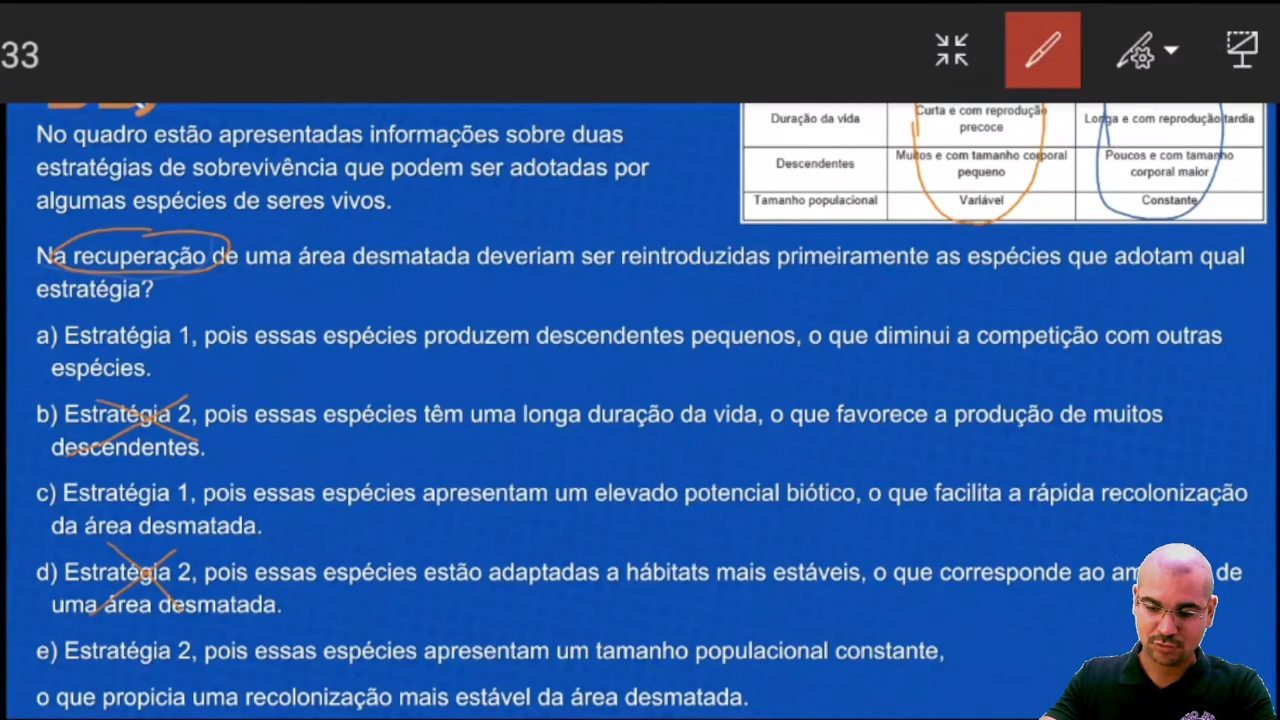 33
No quadro estão apresentadas informações sobre duas
estratégias de sobrevivência que podem ser adotadas por
algumas espécies de seres vivos.
Duração da vida
Curta e com reprodução
precoce
Longa e com reprodução tardia
Descendentes
Muitos e com tamanho corporal
pequeno
Poucos e com tamanho
corporal maior
Tamanho populacional
Variável
Constante
Na recuperação de uma área desmatada deveriam ser reintroduzidas primeiramente as espécies que adotam qual
estratégia?
a) Estratégia 1, pois essas espécies produzem descendentes pequenos, o que diminui a competição com outras
espécies.
b) Estratégia 2, pois essas espécies têm uma longa duração da vida, o que favorece a produção de muitos
descendentes.
c) Estratégia 1, pois essas espécies apresentam um elevado potencial biótico, o que facilita a rápida recolonização
da área desmatada.
d) Estratégia 2, pois essas espécies estão adaptadas a hábitats mais estáveis, o que corresponde ao de
uma área desmatada.
e) Estratégia 2, pois essas espécies apresentam um tamanho populacional constante,
o que propicia uma recolonização mais estável da área desmatada.